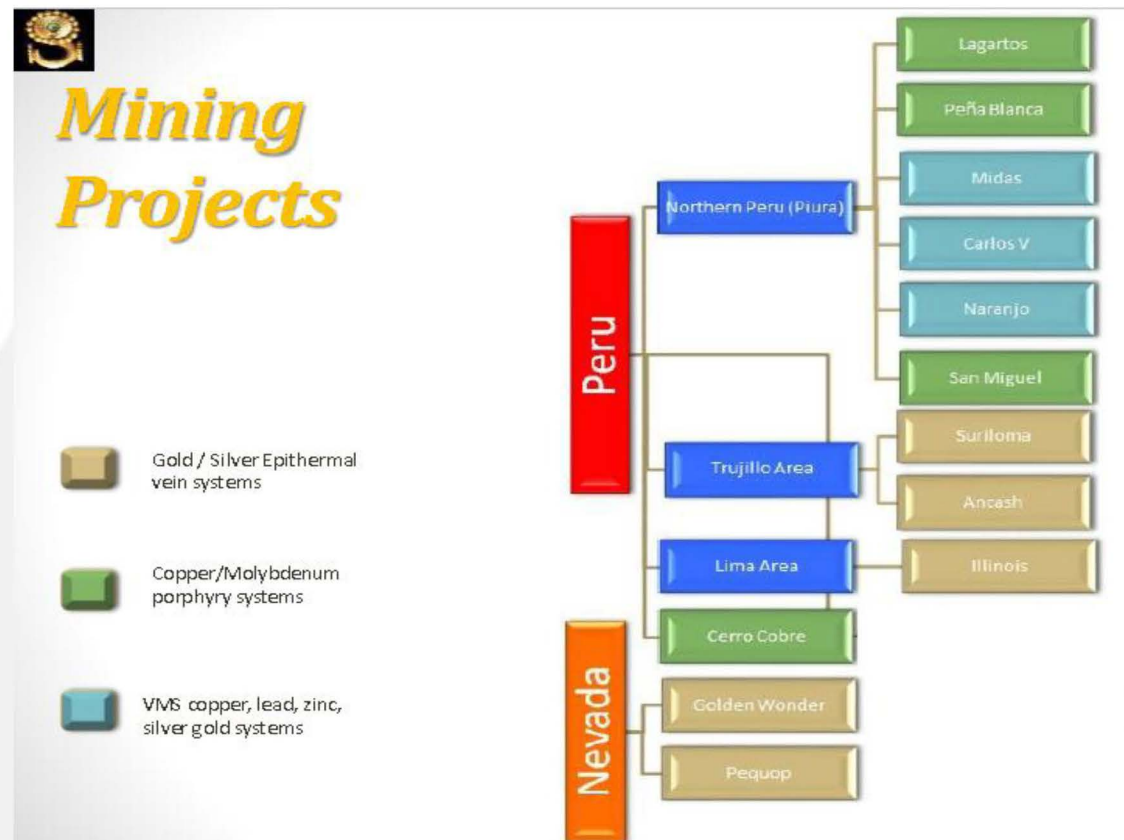 Mining
Projects
Gold / Silver Epithermal
vein systems
Copper/Molybdenum
porphyry systems
VMS copper, lead, zinc,
silver gold systems
Peru
Northern Peru (Piura)
Lagartos
Peña Blanca
Midas
Carlos V
Naranjo
San Miguel
Trujillo Area
Suriloma
Ancash
Lima Area
Illinois
Cerro Cobre
Nevada
Golden Wonder
Pequop